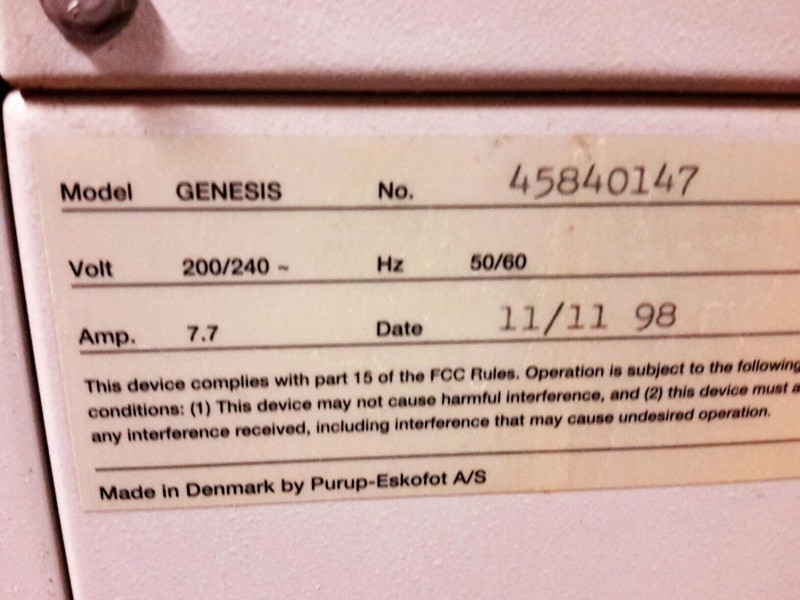 Model GENESIS No. 45840147
Volt 200/240 ~ Hz 50/60
Amp. 7.7 Date 11/11 98
This device complies with part 15 of the FCC Rules. Operation is subject to the following
conditions: (1) This device may not cause harmful interference, and (2) this device must
any interference received, including interference that may cause undesired operation.
Made in Denmark by Purup-Eskofot A/S